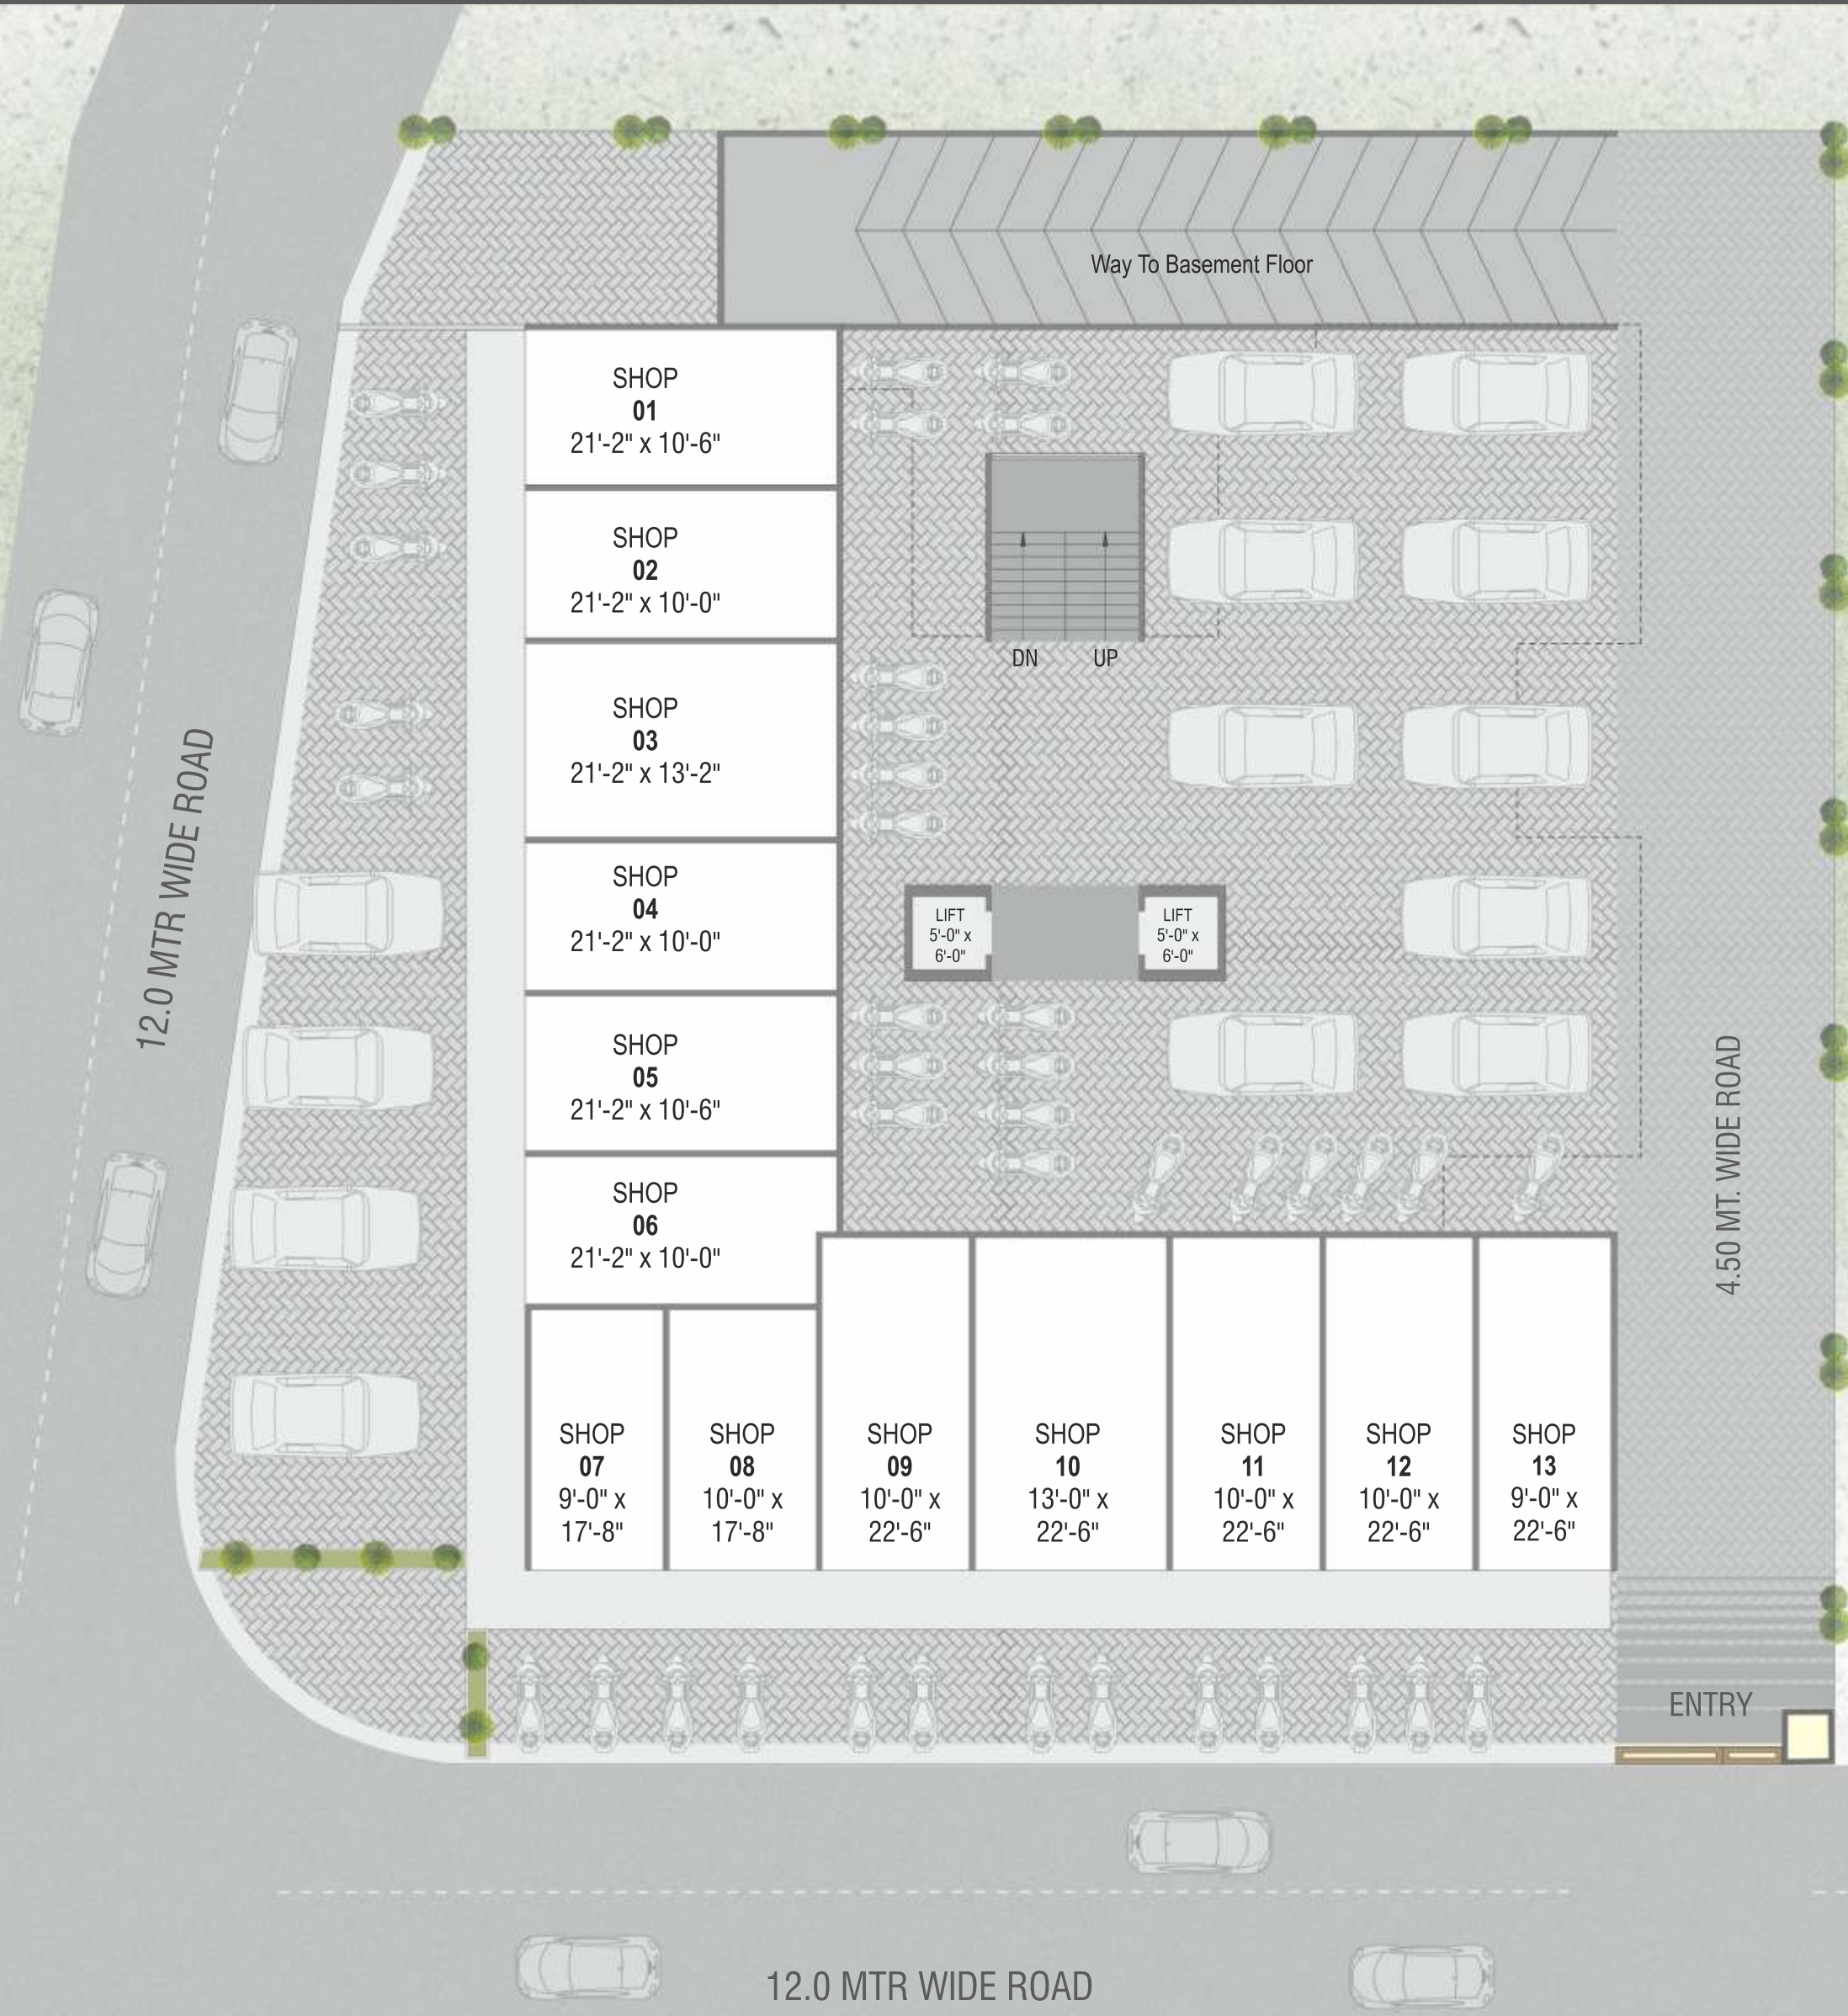 Way To Basement Floor
SHOP
01
21'-2" x 10'-6"
SHOP
02
21'-2" x 10'-0"
DN
UP
SHOP
03
21'-2" x 13'-2"
12.0 MTR WIDE ROAD
SHOP
04
21'-2" x 10'-0"
LIFT
5'-0" x
6'-0"
LIFT
5'-0" x
6'-0"
SHOP
05
21'-2" x 10'-6"
4.50 MT. WIDE ROAD
SHOP
06
21'-2" x 10'-0"
SHOP
07
9'-0" x
17'-8"
SHOP
08
10'-0" x
17'-8"
SHOP
09
10'-0" x
22'-6"
SHOP
10
13'-0" x
22'-6"
SHOP
11
10'-0" x
22'-6"
SHOP
12
10'-0" x
22'-6"
SHOP
13
9'-0" x
22'-6"
ENTRY
12.0 MTR WIDE ROAD